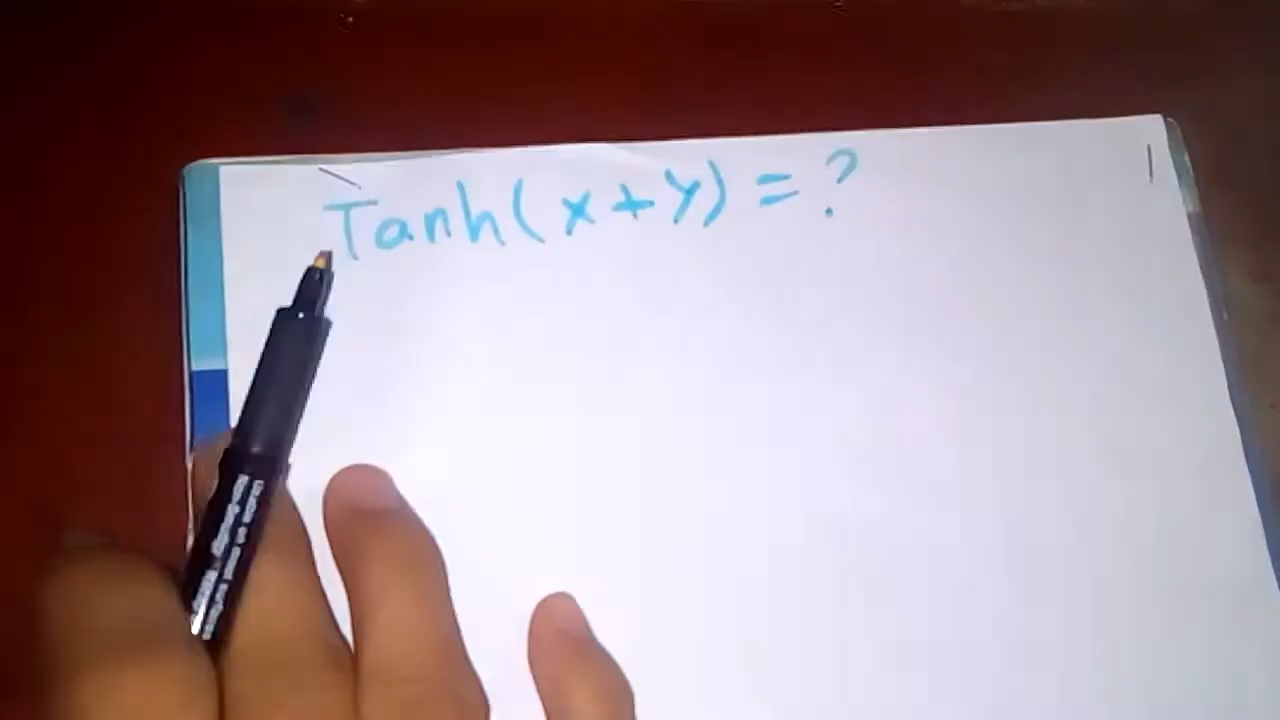 Tanh(x+y) = ?